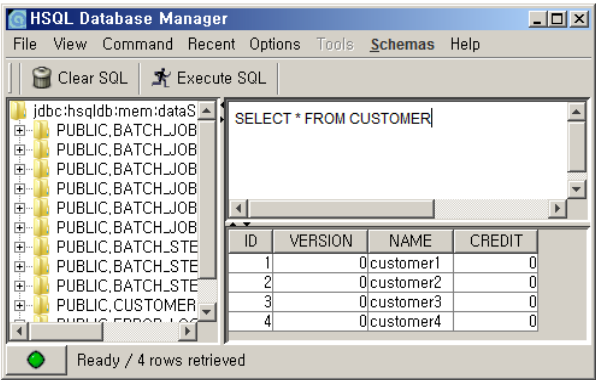 HSQL Database Manager
File View Command Recent Options Tools Schemas Help
Clear SQL Execute SQL
jdbc:hsqldb:mem:dataS
PUBLIC.BATCH_JOB
PUBLIC.BATCH_JOB
PUBLIC.BATCH_JOB
PUBLIC.BATCH_JOB
PUBLIC.BATCH_JOB
PUBLIC.BATCH_STE
PUBLIC.BATCH_STE
PUBLIC.BATCH_STE
PUBLIC.CUSTOMER
SELECT * FROM CUSTOMER
ID VERSION NAME CREDIT
1 0 customer1 0
2 0 customer2 0
3 0 customer3 0
4 0 customer4 0
Ready / 4 rows retrieved